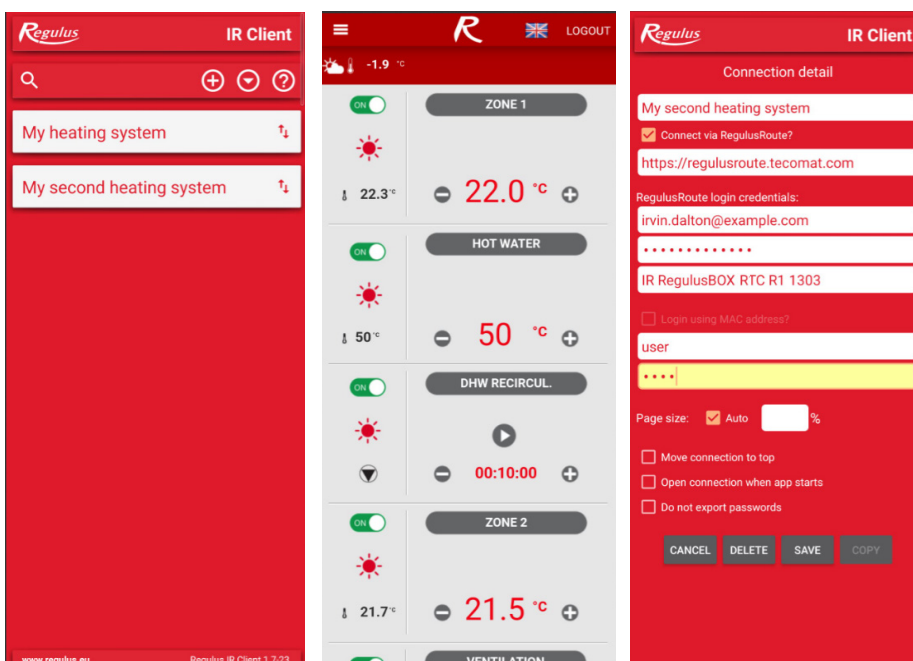 Regulus
IR Client
My heating system
My second heating system
www.regulus.eu
Regulus IR Client 1.7-23
R
LOGOUT
-1.9 °C
ON
ZONE 1
22.3°C
22.0 °C
ON
HOT WATER
50°C
50 °C
ON
DHW RECIRCUL.
00:10:00
ON
ZONE 2
21.7°C
21.5 °C
VENTILATION
Regulus
IR Client
Connection detail
My second heating system
Connect via RegulusRoute?
https://regulusroute.tecomat.com
RegulusRoute login credentials:
irvin.dalton@example.com
•••••••••••••
IR RegulusBOX RTC R1 1303
Login using MAC address?
user
••••
Page size: Auto %
Move connection to top
Open connection when app starts
Do not export passwords
CANCEL DELETE SAVE COPY